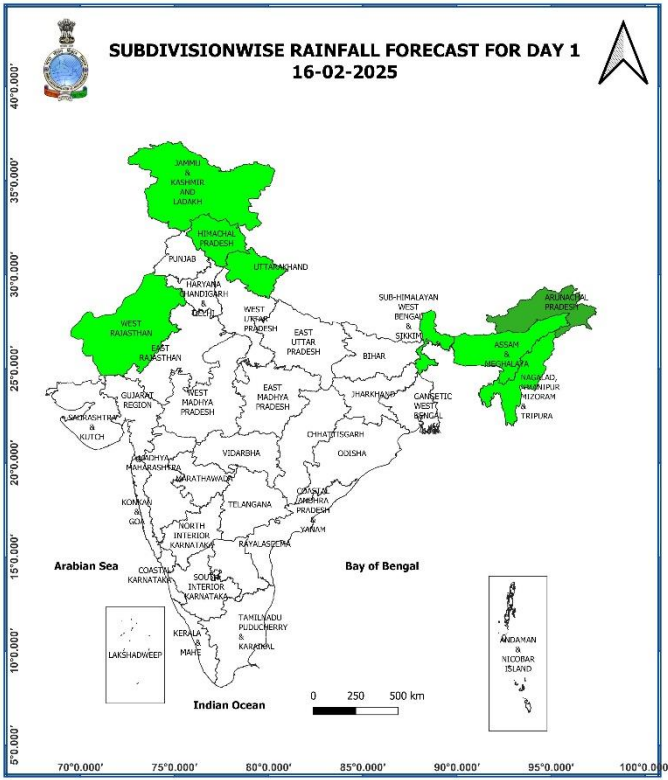 SUBDIVISIONWISE RAINFALL FORECAST FOR DAY 1
16-02-2025
40°0.000'
35°0.000'
30°0.000'
25°0.000'
20°0.000'
15°0.000'
10°0.000'
5°0.000'
JAMMU
&
KASHMIR
AND
LADAKH
HIMACHAL
PRADESH
UTTARAKHAND
PUNJAB
HARYANA
CHANDIGARH
&
DELHI
WEST
RAJASTHAN
EAST
RAJASTHAN
WEST
UTTAR
PRADESH
EAST
UTTAR
PRADESH
SUB-HIMALAYAN
WEST
BENGAL
&
SIKKIM
ARUNACHAL
PRADESH
ASSAM
&
MEGHALAYA
NAGALAD,
MANIPUR
MIZORAM
&
TRIPURA
BIHAR
JHARKHAND
GANGETIC
WEST
BENGAL
GUJARAT
REGION
SAURASHTRA
&
KUTCH
WEST
MADHYA
PRADESH
EAST
MADHYA
PRADESH
CHHATTISGARH
ODISHA
VIDARBHA
MADHYA
MAHARASHTRA
MARATHAWADA
KONKAN
&
GOA
TELANGANA
COASTAL
ANDHRA
PRADESH
&
YANAM
NORTH
INTERIOR
KARNATAKA
RAYALASEEMA
COASTAL
KARNATAKA
SOUTH
INTERIOR
KARNATAKA
TAMILNADU
PUDUCHERRY
&
KARAIKAL
KERALA
&
MAHE
LAKSHADWEEP
ANDAMAN
&
NICOBAR
ISLAND
Arabian Sea
Bay of Bengal
Indian Ocean
0 250 500 km
70°0.000' 75°0.000' 80°0.000' 85°0.000' 90°0.000' 95°0.000' 100°0.000'